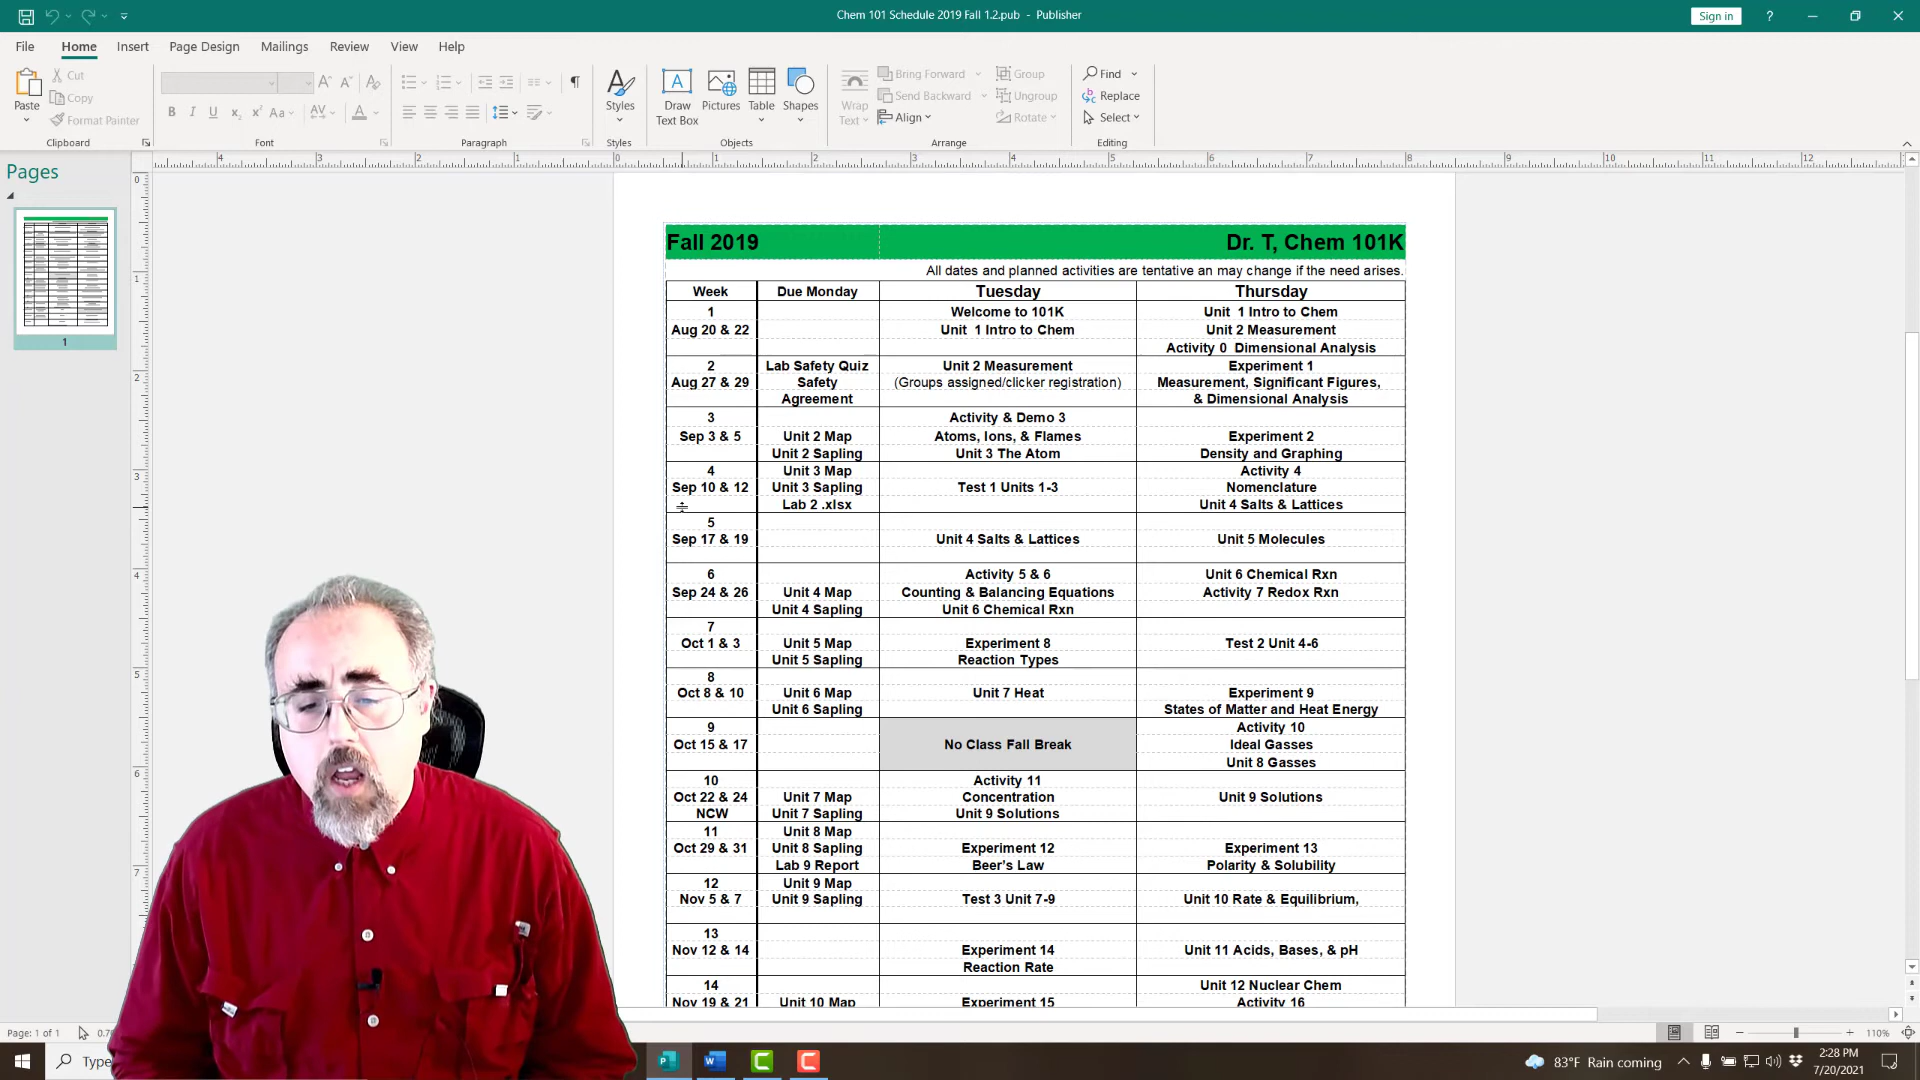 Chem 101 Schedule 2019 Fall 1.2.pub - Publisher
Sign in
?
File Home Insert Page Design Mailings Review View Help
Paste
Cut
Copy
Format Painter
Clipboard
Font
Paragraph
Styles
Styles
Draw Text Box
Pictures
Table
Shapes
Objects
Wrap Text
Bring Forward
Send Backward
Align
Group
Ungroup
Rotate
Arrange
Find
Replace
Select
Editing
Pages
1
Fall 2019 Dr. T, Chem 101K
All dates and planned activities are tentative an may change if the need arises.
Week Due Monday Tuesday Thursday
1 Welcome to 101K Unit 1 Intro to Chem
Aug 20 & 22 Unit 1 Intro to Chem Unit 2 Measurement
Activity 0 Dimensional Analysis
2 Lab Safety Quiz Unit 2 Measurement Experiment 1
Aug 27 & 29 Safety (Groups assigned/clicker registration) Measurement, Significant Figures,
Agreement & Dimensional Analysis
3 Activity & Demo 3
Sep 3 & 5 Unit 2 Map Atoms, Ions, & Flames Experiment 2
Unit 2 Sapling Unit 3 The Atom Density and Graphing
4 Unit 3 Map Activity 4
Sep 10 & 12 Unit 3 Sapling Test 1 Units 1-3 Nomenclature
Lab 2 .xlsx Unit 4 Salts & Lattices
5
Sep 17 & 19 Unit 4 Salts & Lattices Unit 5 Molecules
6 Activity 5 & 6 Unit 6 Chemical Rxn
Sep 24 & 26 Unit 4 Map Counting & Balancing Equations Activity 7 Redox Rxn
Unit 4 Sapling Unit 6 Chemical Rxn
7
Oct 1 & 3 Unit 5 Map Experiment 8 Test 2 Unit 4-6
Unit 5 Sapling Reaction Types
8
Oct 8 & 10 Unit 6 Map Unit 7 Heat Experiment 9
Unit 6 Sapling States of Matter and Heat Energy
9 Activity 10
Oct 15 & 17 No Class Fall Break Ideal Gasses
Unit 8 Gasses
10 Activity 11
Oct 22 & 24 Unit 7 Map Concentration Unit 9 Solutions
NCW Unit 7 Sapling Unit 9 Solutions
11 Unit 8 Map
Oct 29 & 31 Unit 8 Sapling Experiment 12 Experiment 13
Lab 9 Report Beer's Law Polarity & Solubility
12 Unit 9 Map
Nov 5 & 7 Unit 9 Sapling Test 3 Unit 7-9 Unit 10 Rate & Equilibrium,
13
Nov 12 & 14 Experiment 14 Unit 11 Acids, Bases, & pH
Reaction Rate
14 Unit 12 Nuclear Chem
Nov 19 & 21 Unit 10 Map Experiment 15 Activity 16
Page: 1 of 1
110%
Type
83°F Rain coming
2:28 PM
7/20/2021